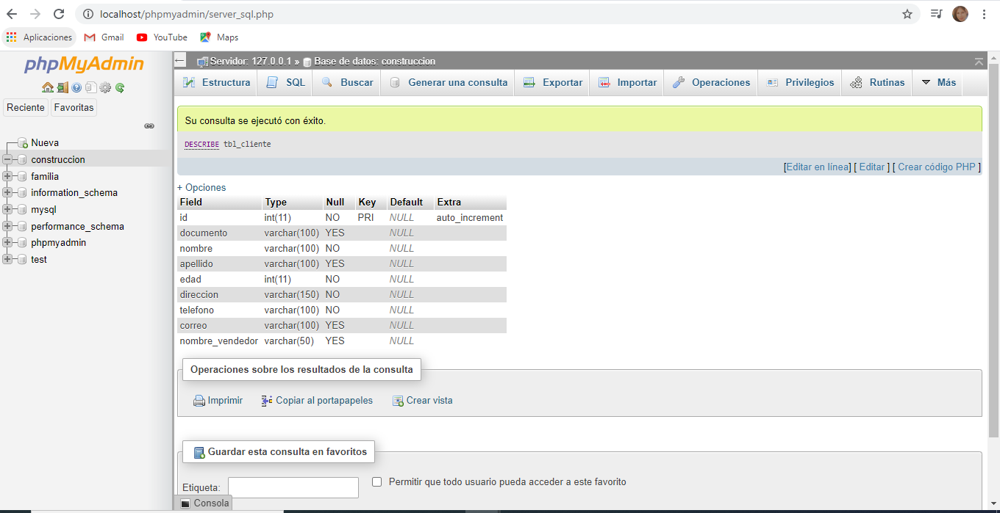 localhost/phpmyadmin/server_sql.php
Aplicaciones Gmail YouTube Maps
phpMyAdmin
Reciente Favoritas
Nueva
construccion
familia
information_schema
mysql
performance_schema
phpmyadmin
test
Servidor: 127.0.0.1 » Base de datos: construccion
Estructura SQL Buscar Generar una consulta Exportar Importar Operaciones Privilegios Rutinas Más
Su consulta se ejecutó con éxito.
DESCRIBE tbl_cliente
[Editar en línea] [ Editar ] [ Crear código PHP ]
+ Opciones
Field Type Null Key Default Extra
id int(11) NO PRI NULL auto_increment
documento varchar(100) YES NULL
nombre varchar(100) NO NULL
apellido varchar(100) YES NULL
edad int(11) NO NULL
direccion varchar(150) NO NULL
telefono varchar(100) NO NULL
correo varchar(100) YES NULL
nombre_vendedor varchar(50) YES NULL
Operaciones sobre los resultados de la consulta
Imprimir Copiar al portapapeles Crear vista
Guardar esta consulta en favoritos
Etiqueta: Permitir que todo usuario pueda acceder a este favorito
Consola